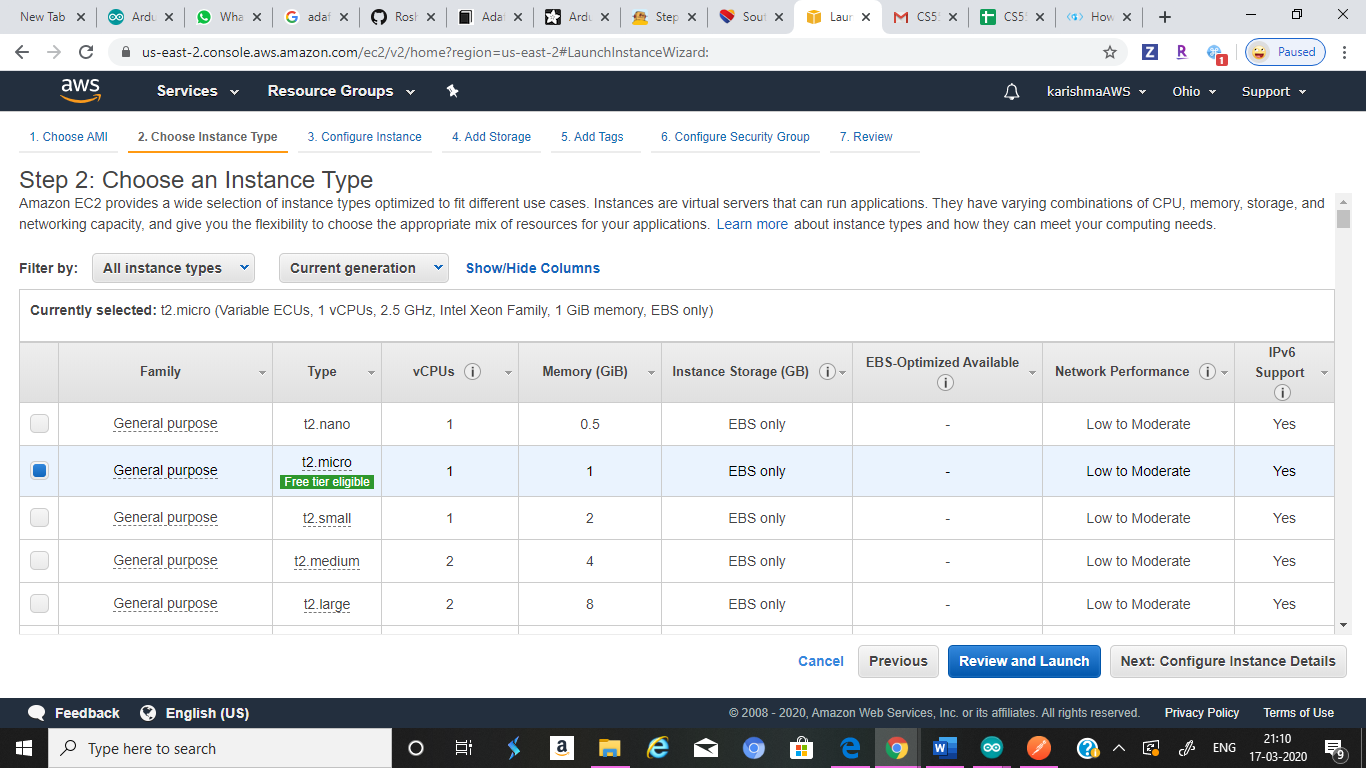 New Tab
Ardu
Wha
adaf
Rosh
Adaf
Ardu
Step
Sout
Laun
CS55
CS55
How
us-east-2.console.aws.amazon.com/ec2/v2/home?region=us-east-2#LaunchInstanceWizard:
Z
R
1
Paused
aws
Services
Resource Groups
karishmaAWS
Ohio
Support
1. Choose AMI
2. Choose Instance Type
3. Configure Instance
4. Add Storage
5. Add Tags
6. Configure Security Group
7. Review
Step 2: Choose an Instance Type
Amazon EC2 provides a wide selection of instance types optimized to fit different use cases. Instances are virtual servers that can run applications. They have varying combinations of CPU, memory, storage, and
networking capacity, and give you the flexibility to choose the appropriate mix of resources for your applications. Learn more about instance types and how they can meet your computing needs.
Filter by: All instance types Current generation Show/Hide Columns
Currently selected: t2.micro (Variable ECUs, 1 vCPUs, 2.5 GHz, Intel Xeon Family, 1 GiB memory, EBS only)
Family Type vCPUs i Memory (GiB) Instance Storage (GB) i EBS-Optimized Available i Network Performance i IPv6 Support i
General purpose t2.nano 1 0.5 EBS only - Low to Moderate Yes
General purpose t2.micro 1 1 EBS only - Low to Moderate Yes
Free tier eligible
General purpose t2.small 1 2 EBS only - Low to Moderate Yes
General purpose t2.medium 2 4 EBS only - Low to Moderate Yes
General purpose t2.large 2 8 EBS only - Low to Moderate Yes
Cancel Previous Review and Launch Next: Configure Instance Details
Feedback English (US) © 2008 - 2020, Amazon Web Services, Inc. or its affiliates. All rights reserved. Privacy Policy Terms of Use
Type here to search
ENG
21:10
17-03-2020
9